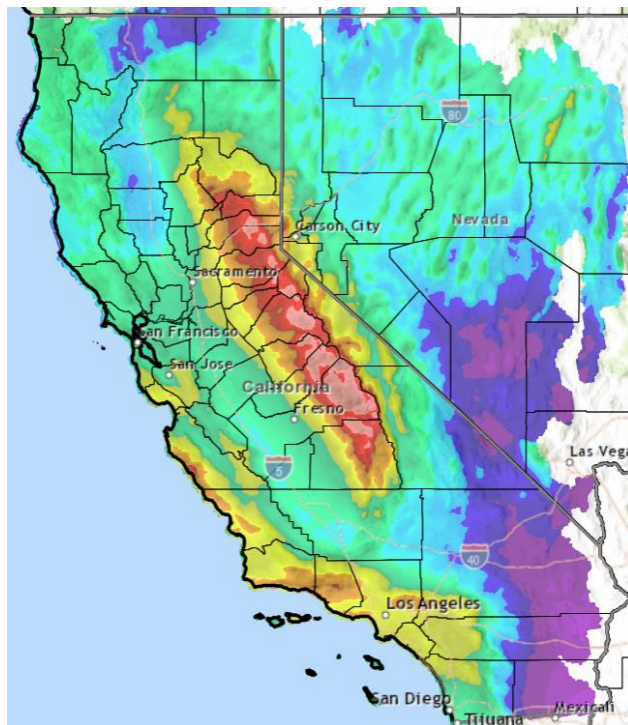 80
Nevada
Carson City
Sacramento
San Francisco
San Jose
California
Fresno
5
Las Vega
40
Los Angeles
San Diego
Mexicali
Tijuana